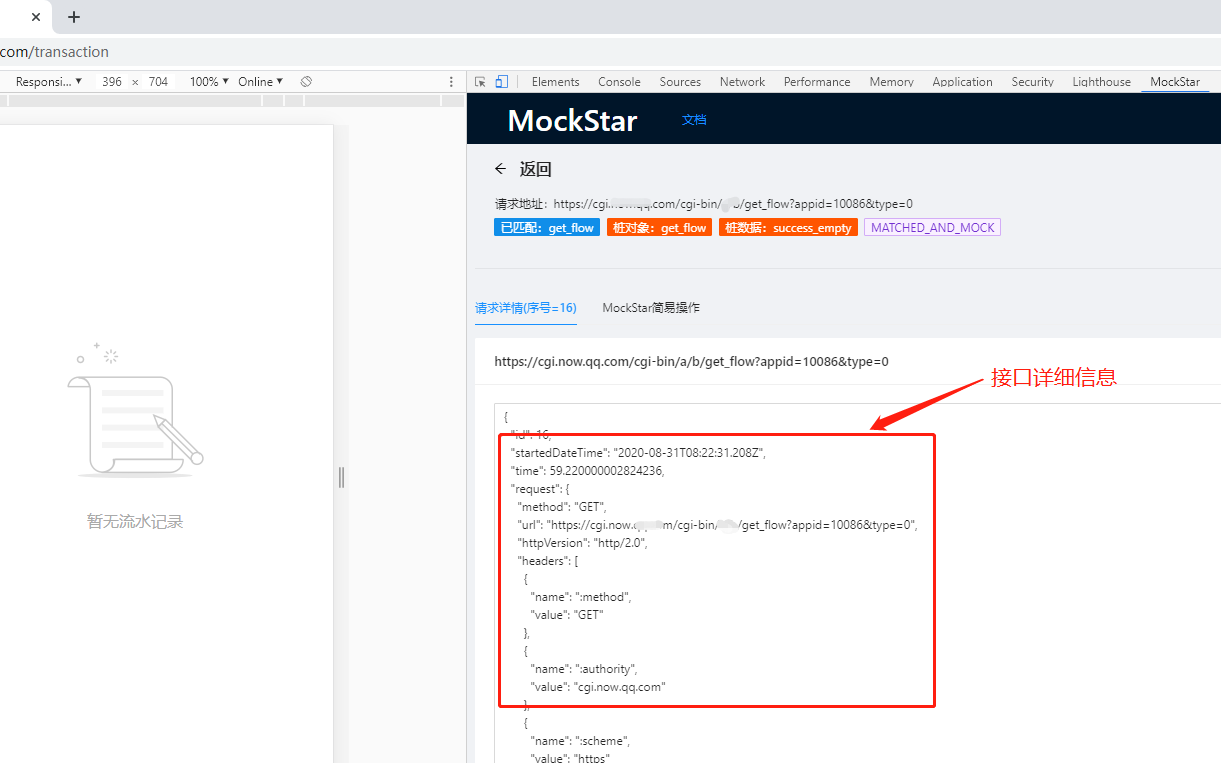 com/transaction
Responsi... 396 × 704 100% Online
Elements Console Sources Network Performance Memory Application Security Lighthouse MockStar
MockStar 文档
返回
请求地址：https://cgi.now.qq.com/cgi-bin/ /get_flow?appid=10086&type=0
已匹配：get_flow 桩对象：get_flow 桩数据：success_empty MATCHED_AND_MOCK
请求详情(序号=16) MockStar简易操作
https://cgi.now.qq.com/cgi-bin/a/b/get_flow?appid=10086&type=0
接口详细信息
{
"id": 16,
"startedDateTime": "2020-08-31T08:22:31.208Z",
"time": 59.220000002824236,
"request": {
"method": "GET",
"url": "https://cgi.now. m/cgi-bin/ /get_flow?appid=10086&type=0",
"httpVersion": "http/2.0",
"headers": [
{
"name": ":method",
"value": "GET"
},
{
"name": ":authority",
"value": "cgi.now.qq.com"
},
{
"name": ":scheme",
"value": "https"
暂无流水记录